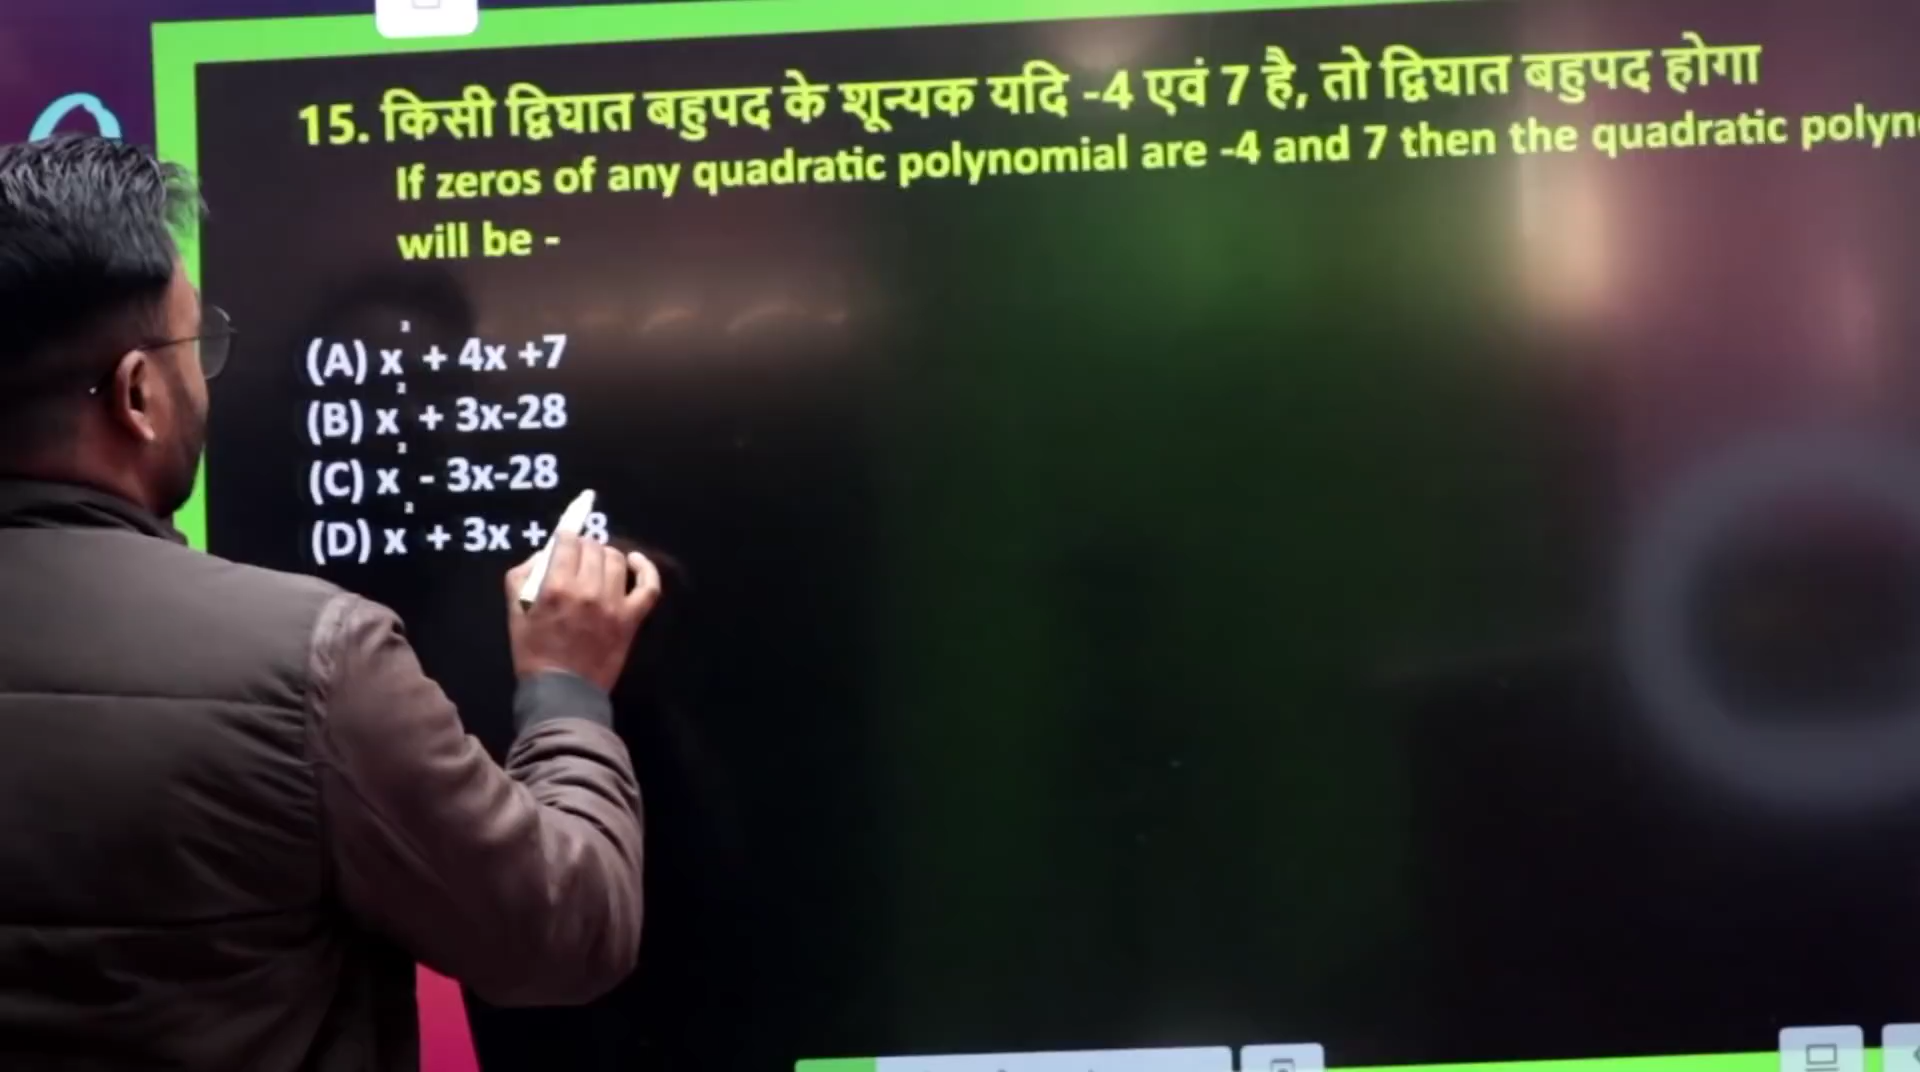 15. किसी द्विघात बहुपद के शून्यक यदि -4 एवं 7 है, तो द्विघात बहुपद होगा
If zeros of any quadratic polynomial are -4 and 7 then the quadratic
will be -
(A) x² + 4x +7
(B) x² + 3x-28
(C) x² - 3x-28
(D) x² + 3x +